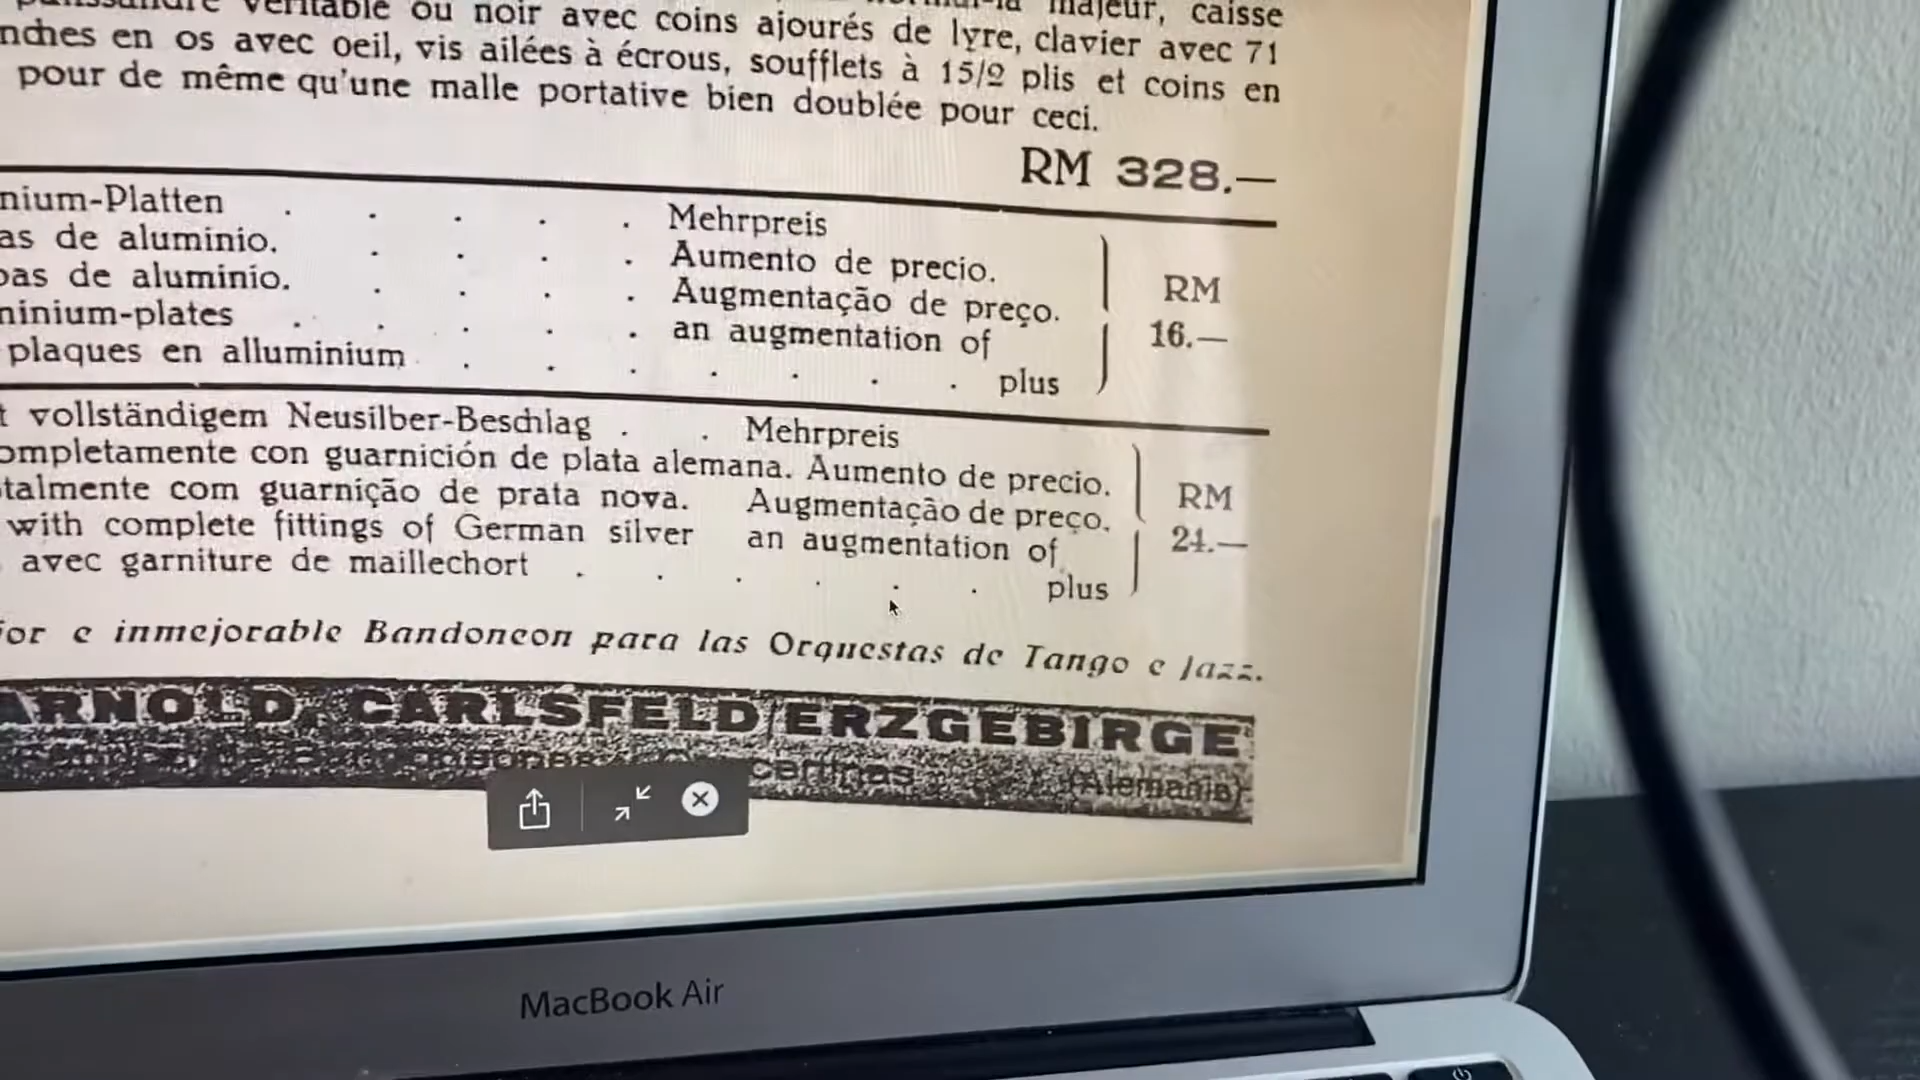 véritable ou noir avec coins ajourés de lyre, clavier avec 71
majeur, caisse
nches en os avec oeil, vis ailées à écrous, soufflets à 15/2 plis et coins en
pour de même qu'une malle portative bien doublée pour ceci.
RM 328.—
nium-Platten . . . . . Mehrpreis
as de aluminio. . . . . Aumento de precio.
pas de aluminio. . . . . Augmentação de preço.
minium-plates . . . . . an augmentation of
plaques en alluminium . . . . . . . plus
RM
16.—
t vollständigem Neusilber-Beschlag . . Mehrpreis
ompletamente con guarnición de plata alemana. Aumento de precio.
talmente com guarnição de prata nova. Augmentação de preço.
with complete fittings of German silver an augmentation of
avec garniture de maillechort . . . . . . plus
RM
24.—
jor e inmejorable Bandoneon para las Orquestas de Tango e Jazz.
ARNOLD, CARLSFELD/ERZGEBIRGE
(Alemania)
MacBook Air